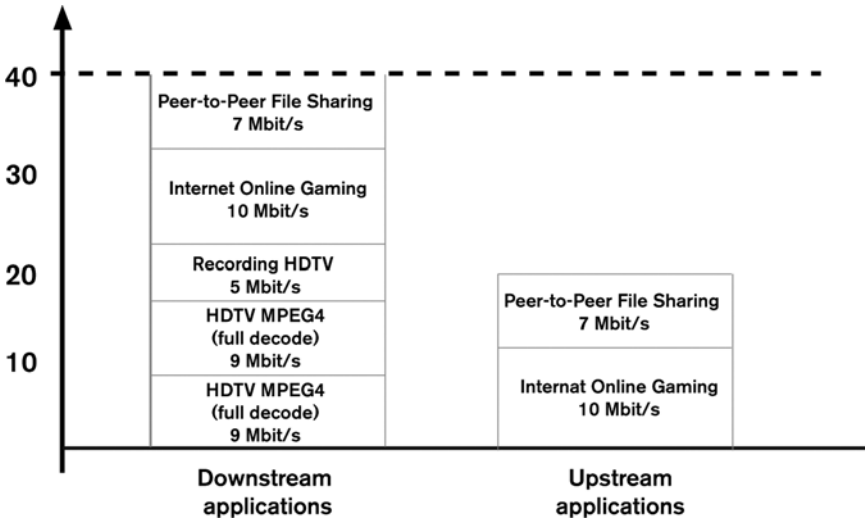 40
30
20
10
Peer-to-Peer File Sharing
7 Mbit/s
Internet Online Gaming
10 Mbit/s
Recording HDTV
5 Mbit/s
HDTV MPEG4
(full decode)
9 Mbit/s
HDTV MPEG4
(full decode)
9 Mbit/s
Peer-to-Peer File Sharing
7 Mbit/s
Internat Online Gaming
10 Mbit/s
Downstream
applications
Upstream
applications